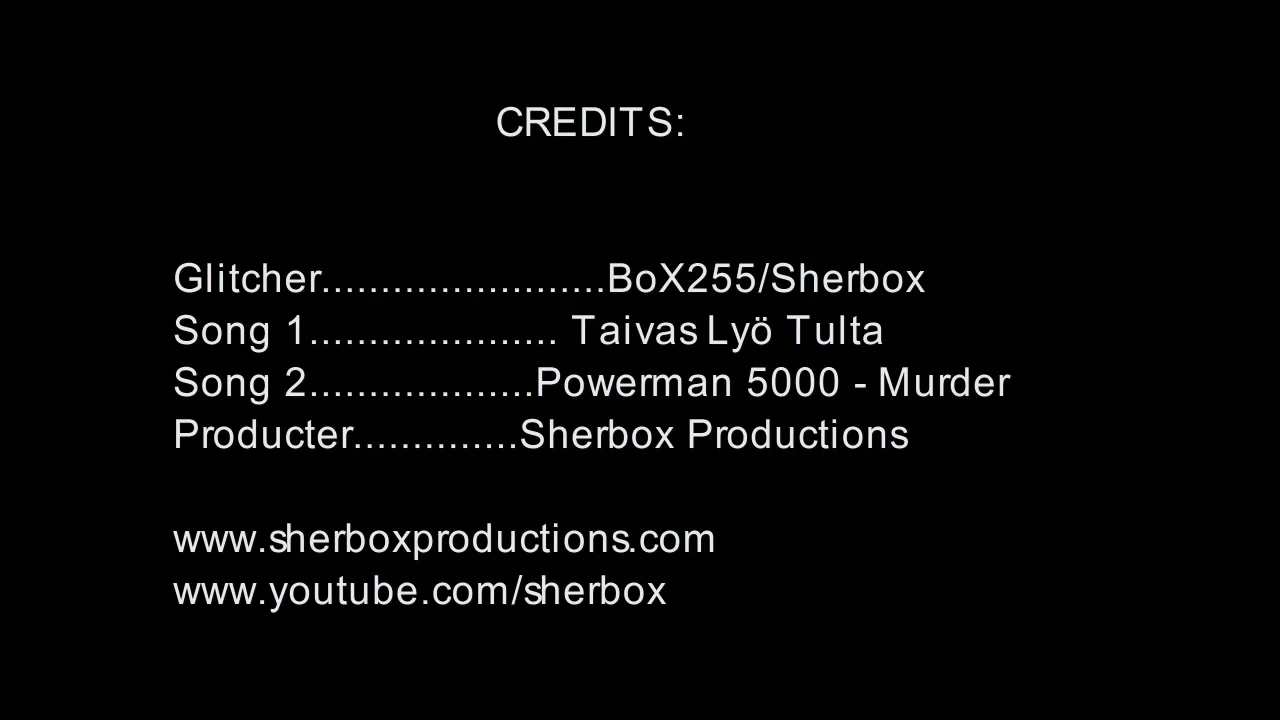 CREDITS:
Glitcher........................BoX255/Sherbox
Song 1..................... Taivas Lyö Tulta
Song 2...................Powerman 5000 - Murder
Producter..............Sherbox Productions
www.sherboxproductions.com
www.youtube.com/sherbox